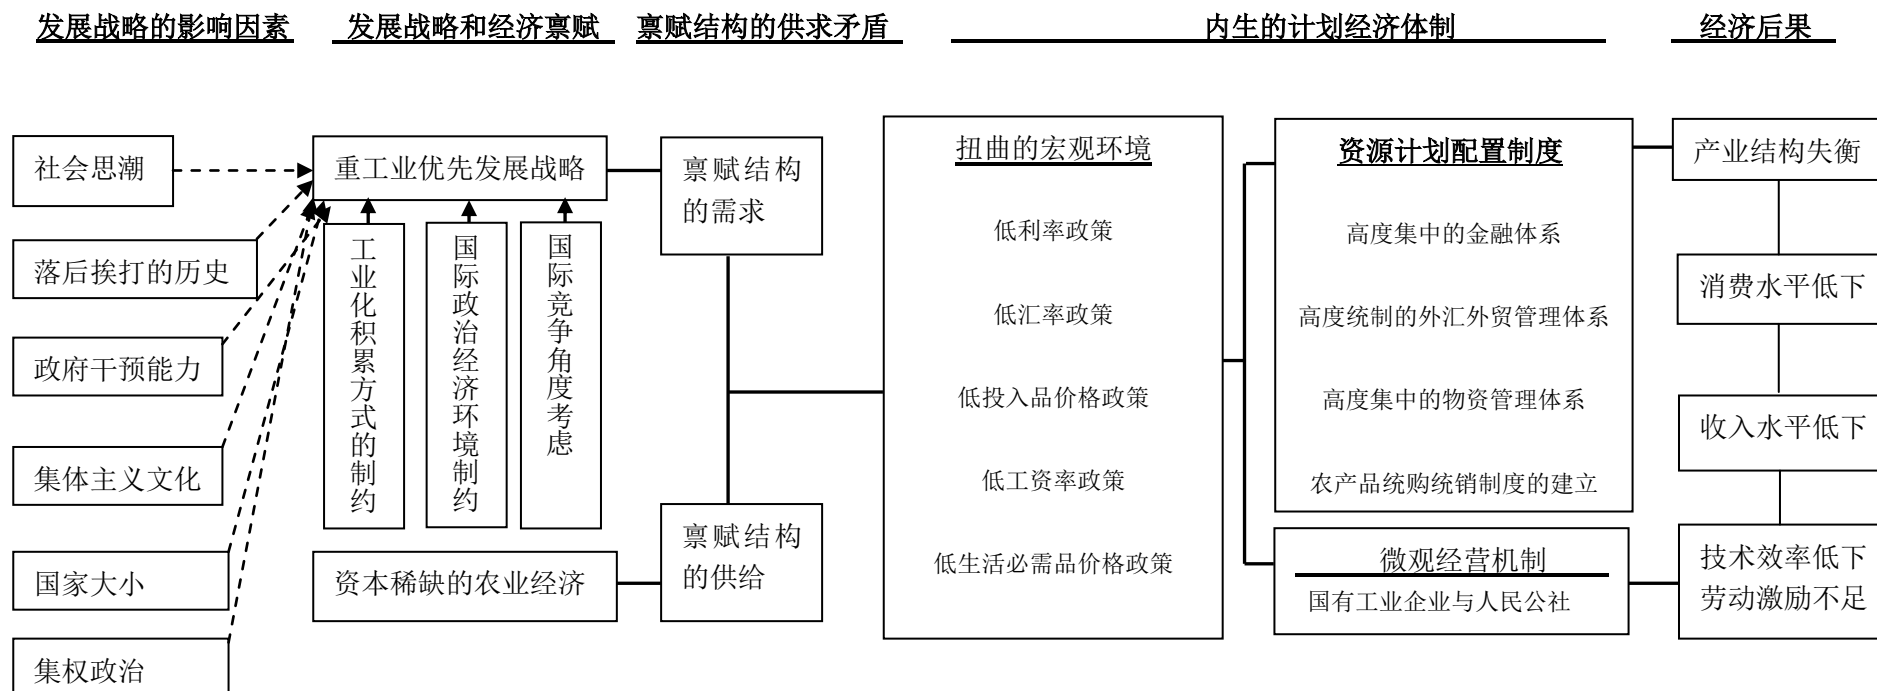 发展战略的影响因素
发展战略和经济禀赋
禀赋结构的供求矛盾
内生的计划经济体制
经济后果
社会思潮
落后挨打的历史
政府干预能力
集体主义文化
国家大小
集权政治
重工业优先发展战略
工业化积累方式的制约
国际政治经济环境制约
国际竞争角度考虑
资本稀缺的农业经济
禀赋结构
的需求
禀赋结构
的供给
扭曲的宏观环境
低利率政策
低汇率政策
低投入品价格政策
低工资率政策
低生活必需品价格政策
资源计划配置制度
高度集中的金融体系
高度统制的外汇外贸管理体系
高度集中的物资管理体系
农产品统购统销制度的建立
微观经营机制
国有工业企业与人民公社
产业结构失衡
消费水平低下
收入水平低下
技术效率低下
劳动激励不足